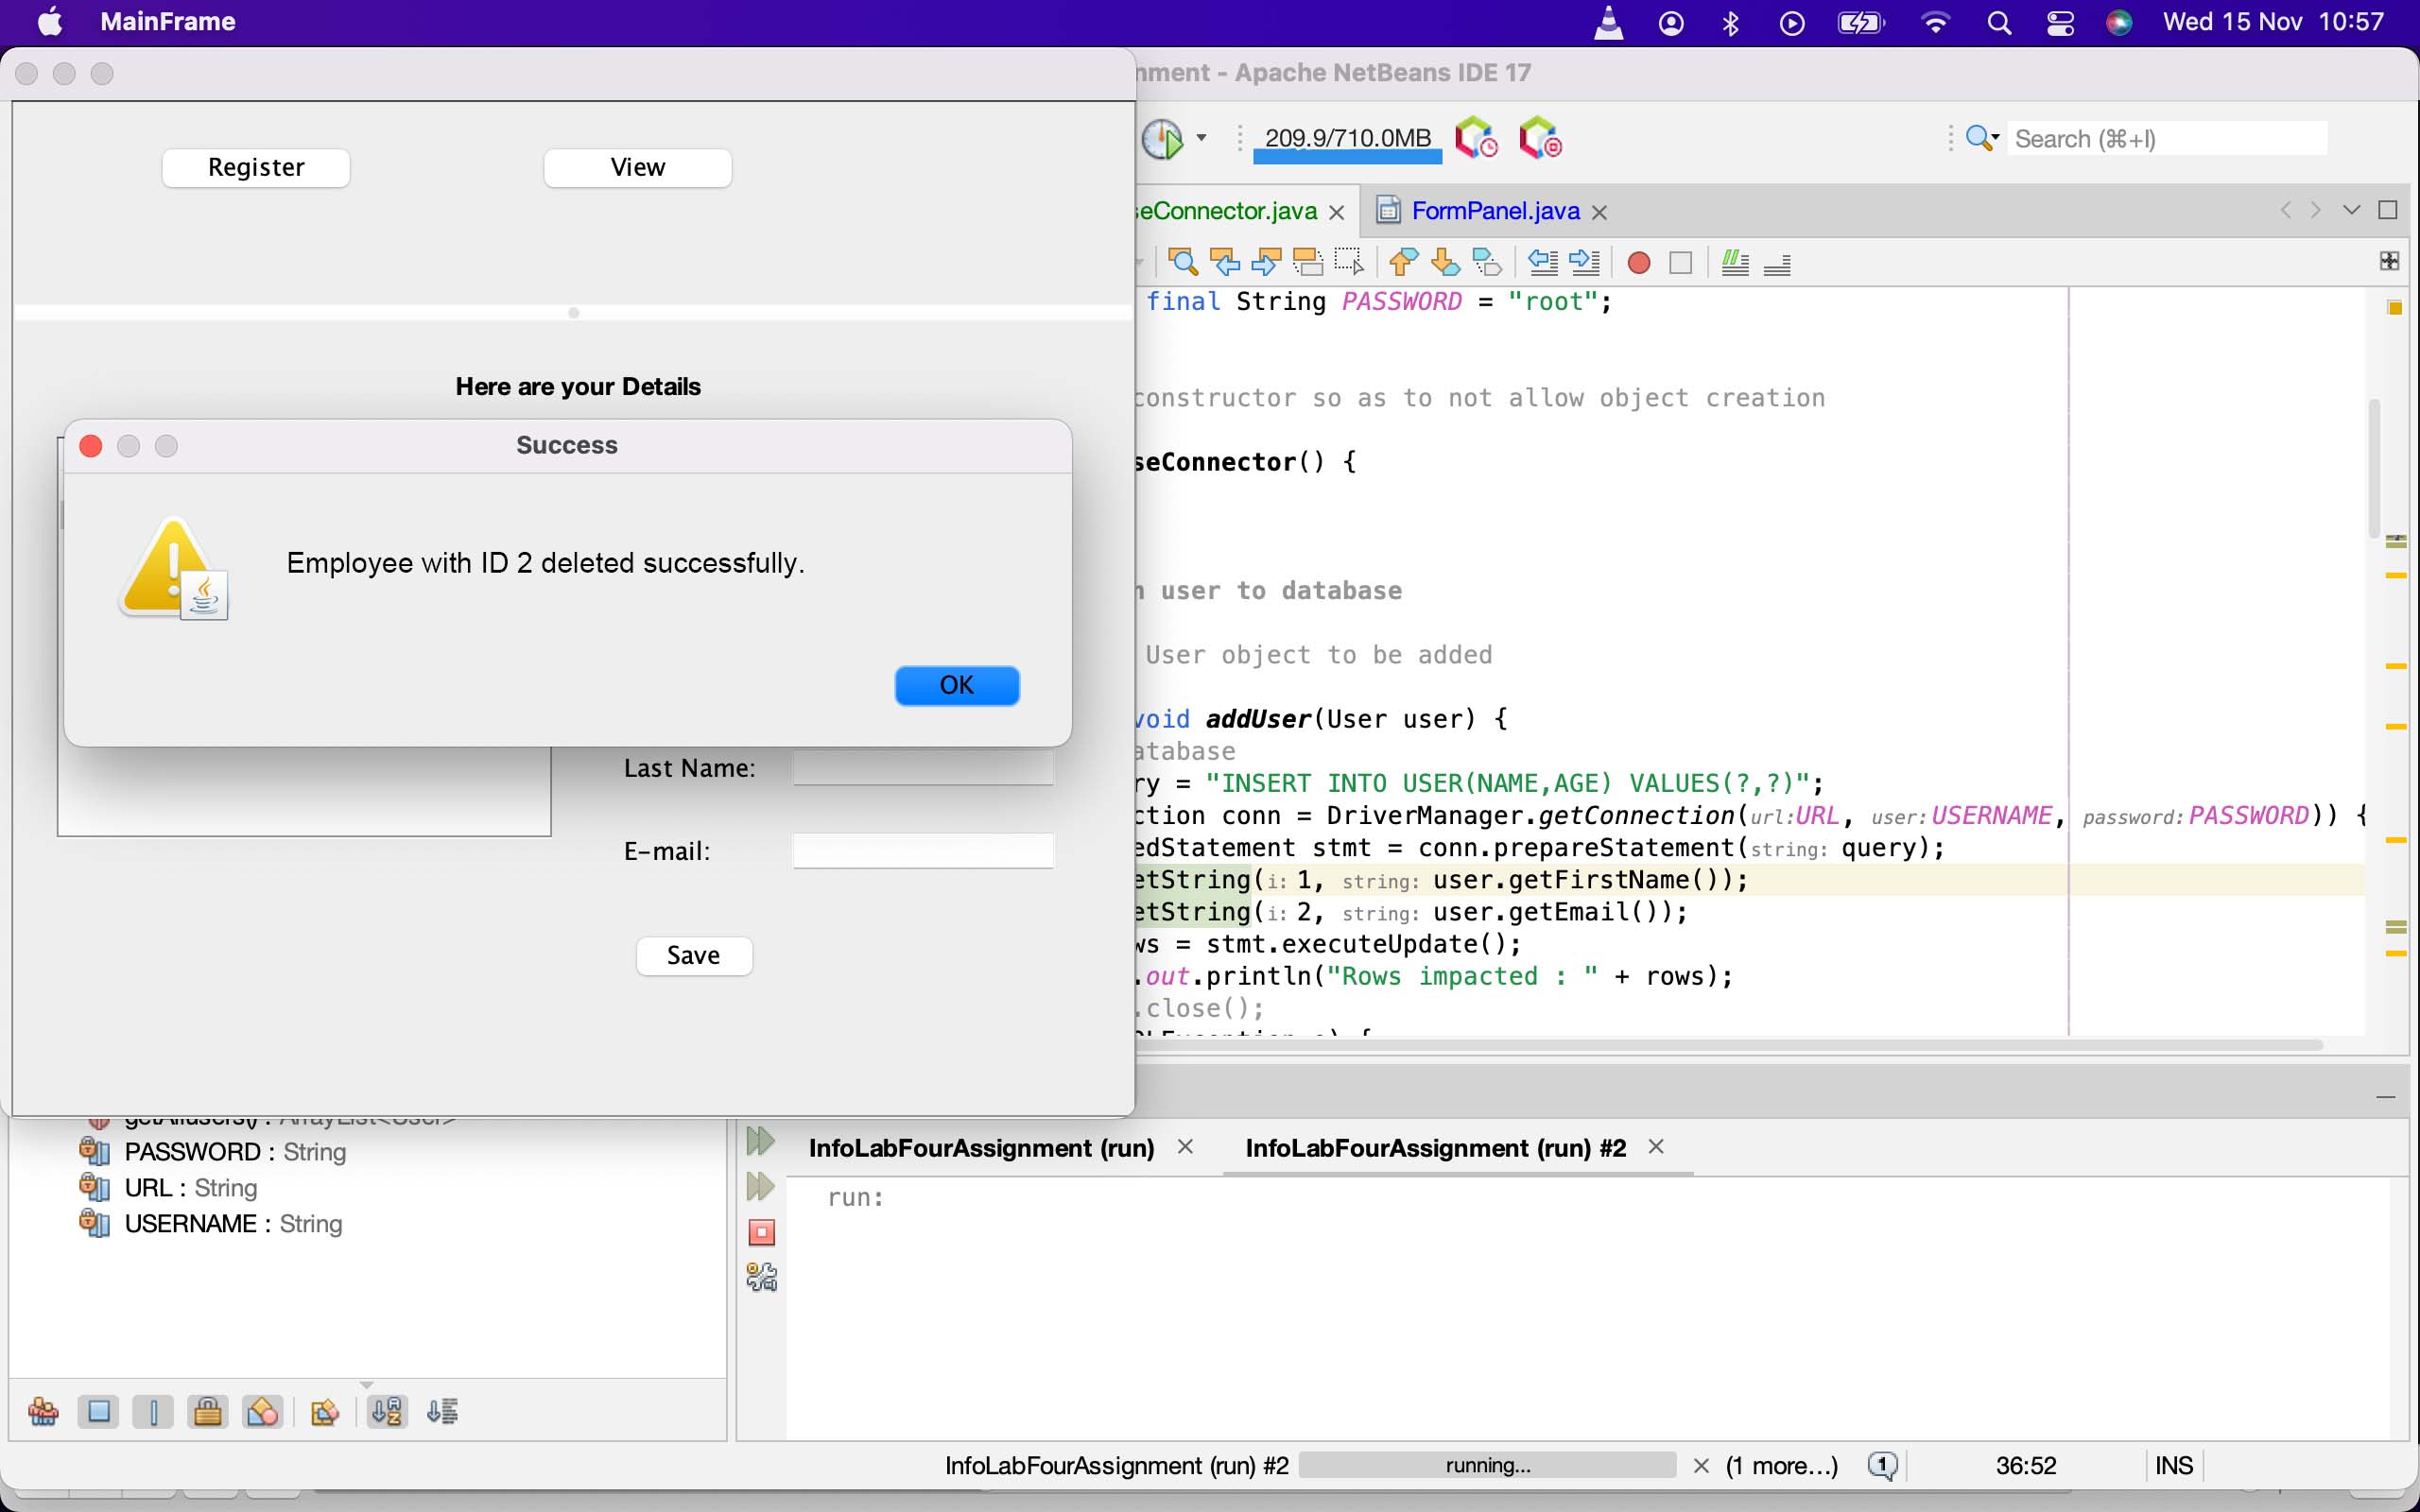 MainFrame
Wed 15 Nov 10:57
nment - Apache NetBeans IDE 17
Register
View
209.9/710.0MB
Search (⌘+I)
seConnector.java
FormPanel.java
final String PASSWORD = "root";
Here are your Details
constructor so as to not allow object creation
Success
seConnector() {
Employee with ID 2 deleted successfully.
OK
n user to database
User object to be added
void addUser(User user) {
atabase
Last Name:
ry = "INSERT INTO USER(NAME,AGE) VALUES(?,?)";
ction conn = DriverManager.getConnection(url:URL, user:USERNAME, password:PASSWORD)) {
E-mail:
edStatement stmt = conn.prepareStatement(string: query);
etString(i: 1, string: user.getFirstName());
etString(i: 2, string: user.getEmail());
Save
ws = stmt.executeUpdate();
.out.println("Rows impacted : " + rows);
.close();
getAllusers() : ArrayList<User>
PASSWORD : String
URL : String
USERNAME : String
InfoLabFourAssignment (run)
InfoLabFourAssignment (run) #2
run:
InfoLabFourAssignment (run) #2
running...
(1 more...)
1
36:52
INS